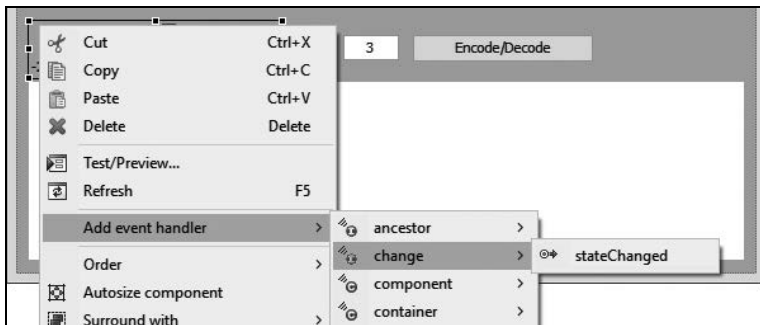 Cut Ctrl+X
3 Encode/Decode
Copy Ctrl+C
Paste Ctrl+V
Delete Delete
Test/Preview...
Refresh F5
Add event handler > ancestor >
change > stateChanged
Order >
component >
Autosize component
container >
Surround with >